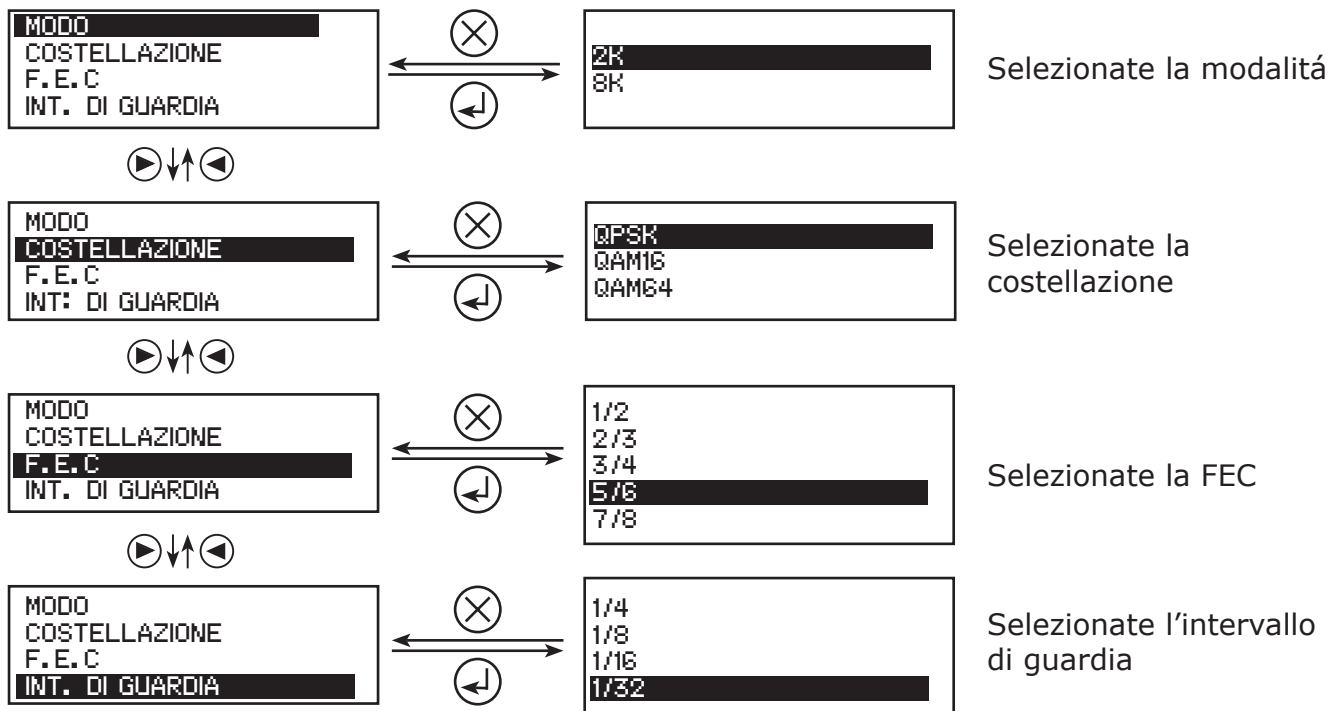 MODO
COSTELLAZIONE
F.E.C
INT. DI GUARDIA
2K
8K
Selezionate la modalitá
MODO
COSTELLAZIONE
F.E.C
INT: DI GUARDIA
QPSK
QAM16
QAM64
Selezionate la
costellazione
MODO
COSTELLAZIONE
F.E.C
INT. DI GUARDIA
1/2
2/3
3/4
5/6
7/8
Selezionate la FEC
MODO
COSTELLAZIONE
F.E.C
INT. DI GUARDIA
1/4
1/8
1/16
1/32
Selezionate l’intervallo
di guardia